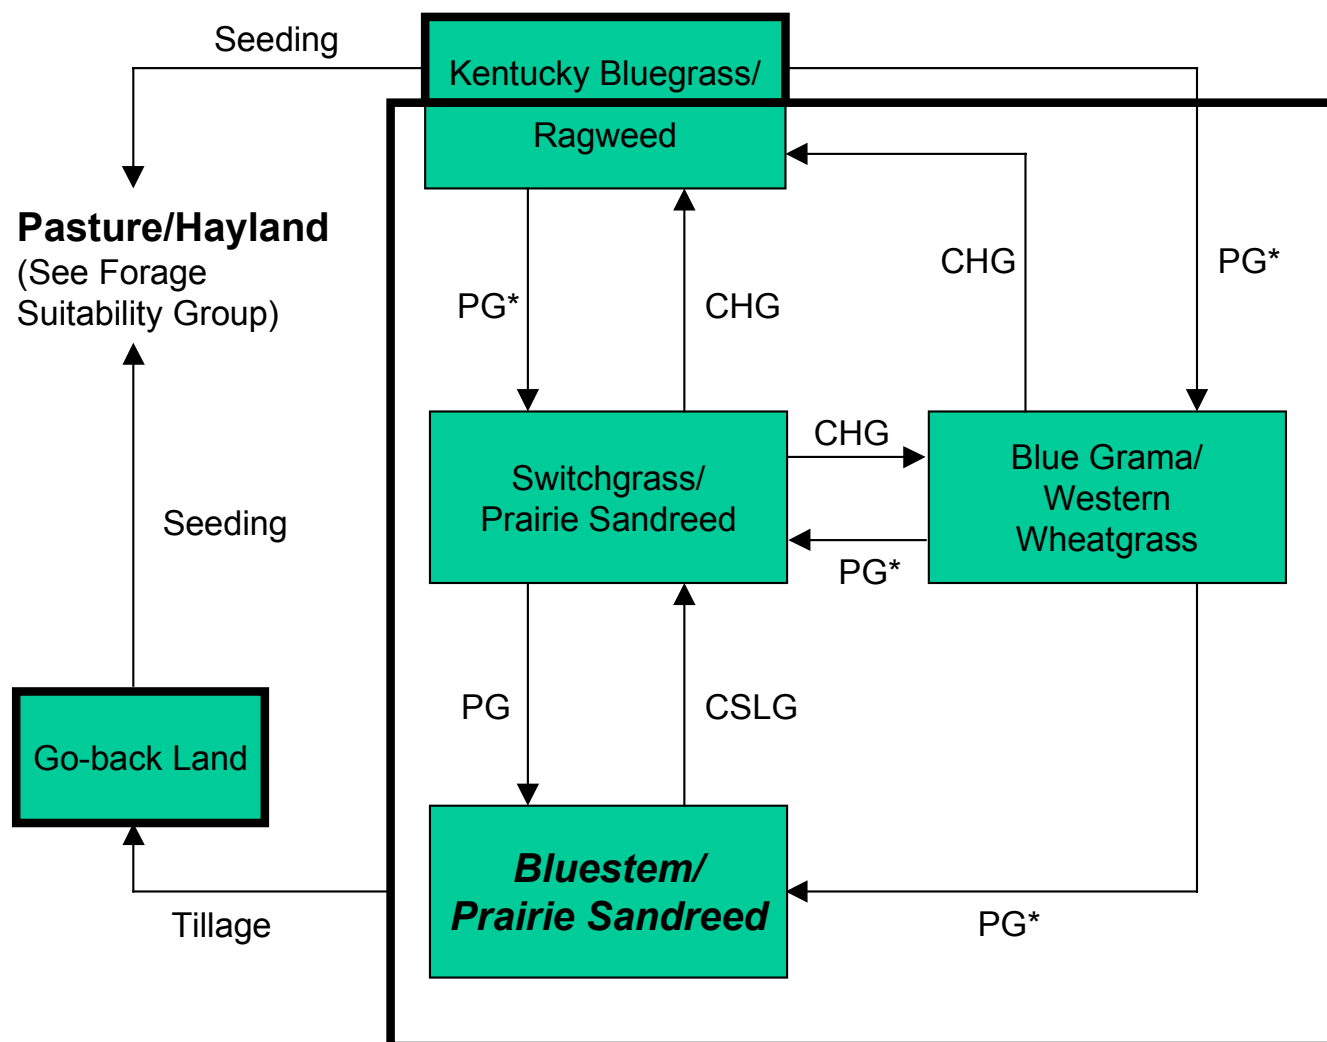 Seeding
Kentucky Bluegrass/
Ragweed
Pasture/Hayland
(See Forage
Suitability Group)
PG*
CHG
CHG
PG*
CHG
Switchgrass/
Prairie Sandreed
Blue Grama/
Western
Wheatgrass
PG*
Seeding
PG
CSLG
Go-back Land
Bluestem/
Prairie Sandreed
Tillage
PG*